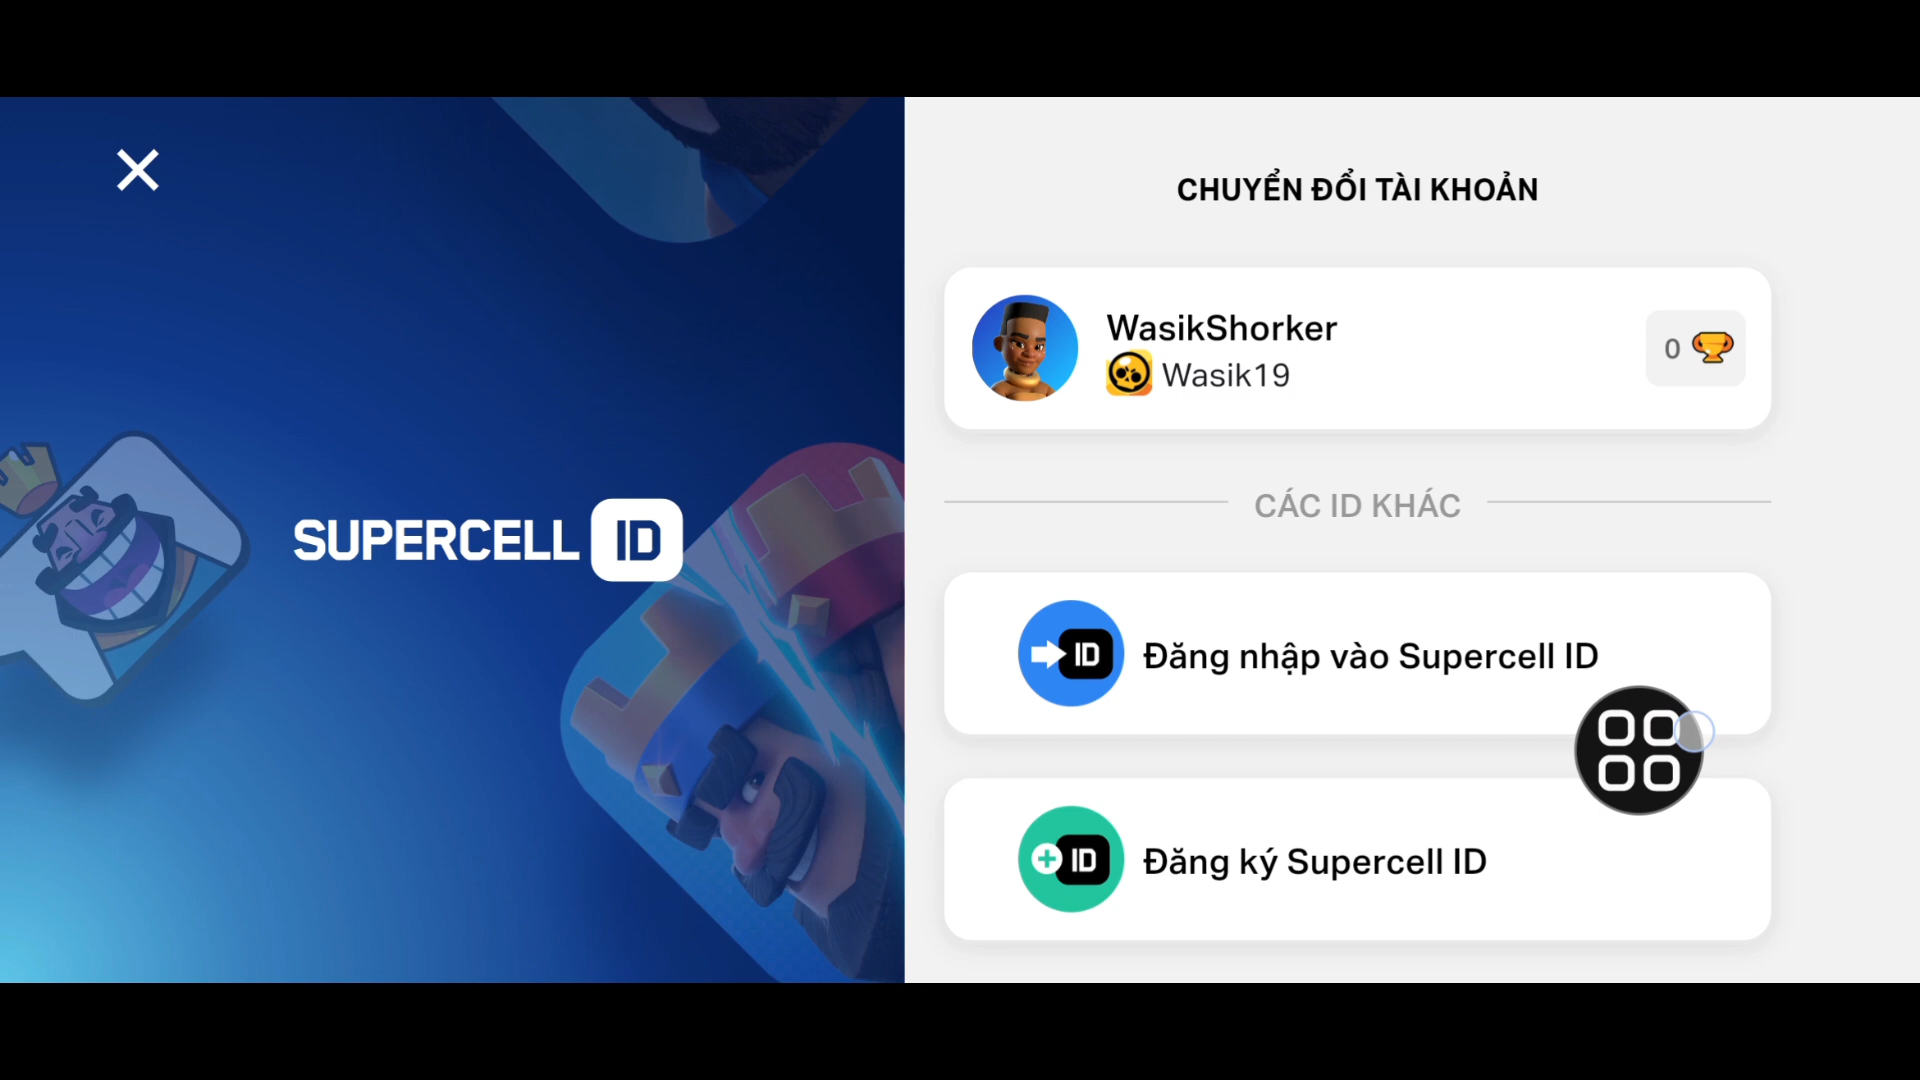 SUPERCELL ID
CHUYỂN ĐỔI TÀI KHOẢN
WasikShorker
Wasik19
0
CÁC ID KHÁC
ID
Đăng nhập vào Supercell ID
ID
Đăng ký Supercell ID